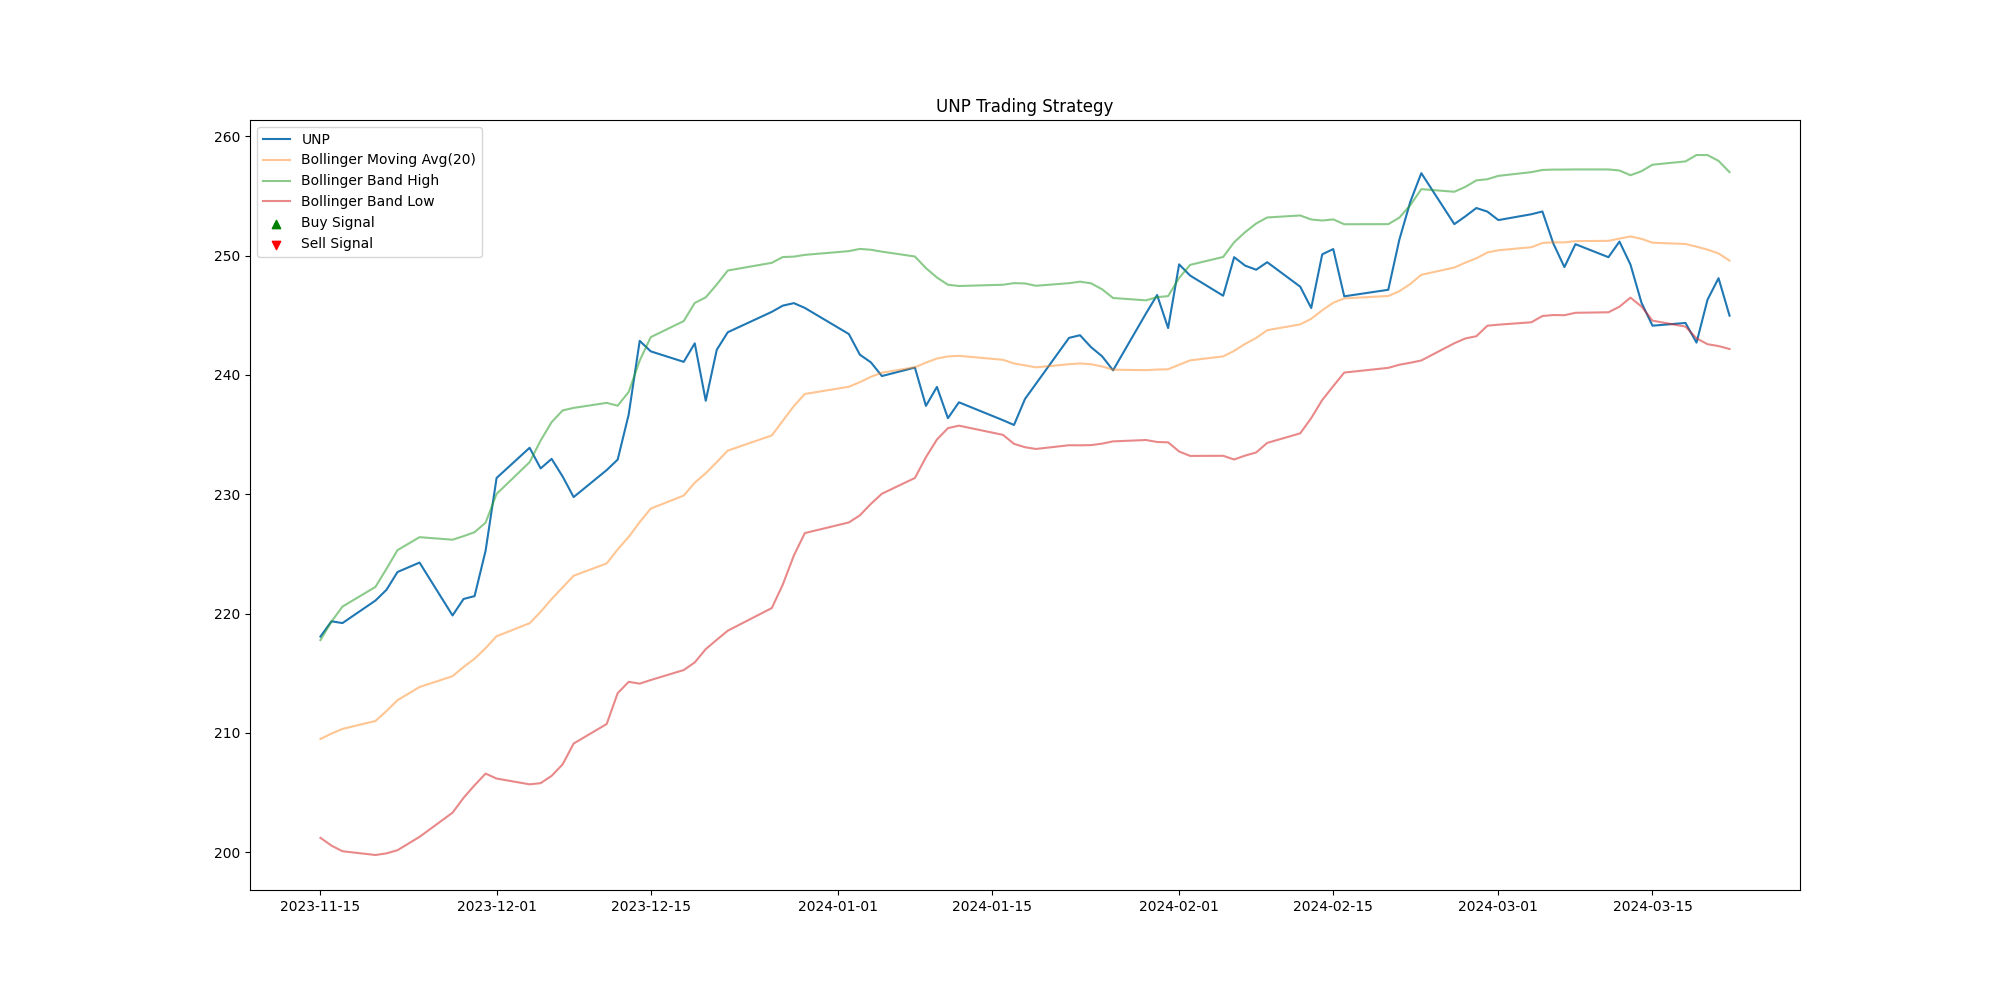 UNP Trading Strategy
UNP
Bollinger Moving Avg(20)
Bollinger Band High
Bollinger Band Low
Buy Signal
Sell Signal
260
250
240
230
220
210
200
2023-11-15
2023-12-01
2023-12-15
2024-01-01
2024-01-15
2024-02-01
2024-02-15
2024-03-01
2024-03-15